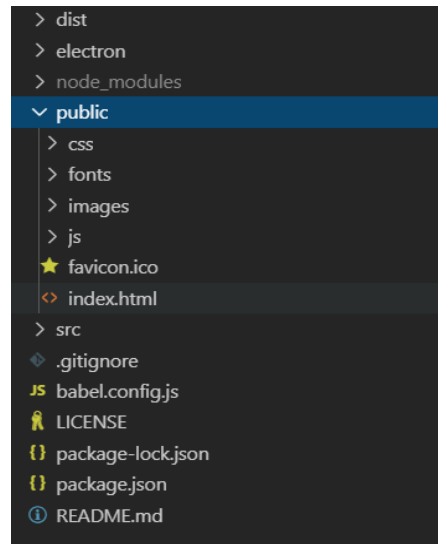 dist
electron
node_modules
public
css
fonts
images
js
favicon.ico
<> index.html
src
.gitignore
JS babel.config.js
LICENSE
{} package-lock.json
{} package.json
README.md